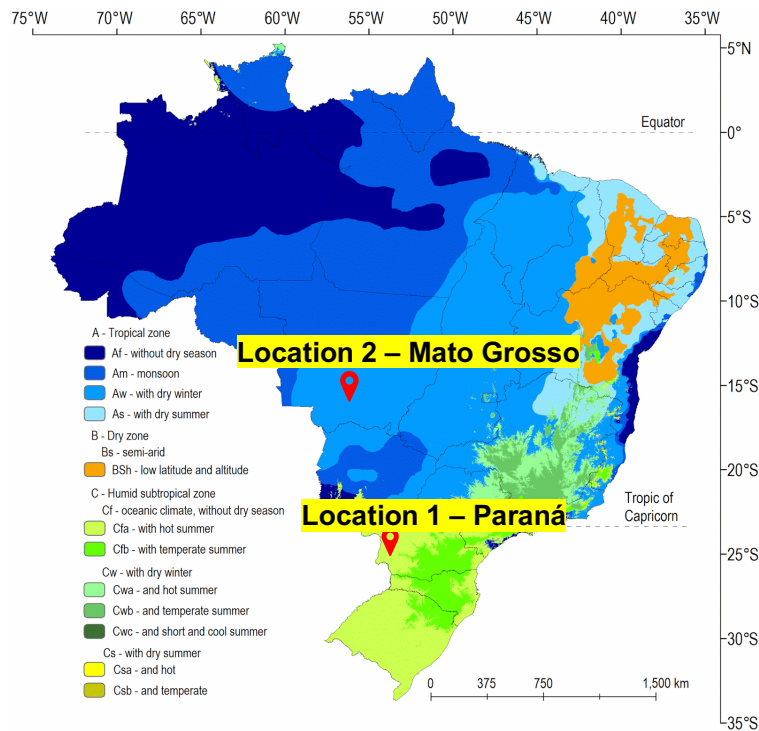 75°W 70°W 65°W 60°W 55°W 50°W 45°W 40°W 35°W
5°N
Equator
0°
5°S
10°S
A - Tropical zone
Af - without dry season
Am - monsoon
Aw - with dry winter
As - with dry summer
B - Dry zone
Bs - semi-arid
BSh - low latitude and altitude
C - Humid subtropical zone
Cf - oceanic climate, without dry season
Cfa - with hot summer
Cfb - with temperate summer
Cw - with dry winter
Cwa - and hot summer
Cwb - and temperate summer
Cwc - and short and cool summer
Cs - with dry summer
Csa - and hot
Csb - and temperate
Location 2 – Mato Grosso
15°S
20°S
Tropic of
Capricorn
Location 1 – Paraná
25°S
30°S
0 375 750 1,500 km
35°S